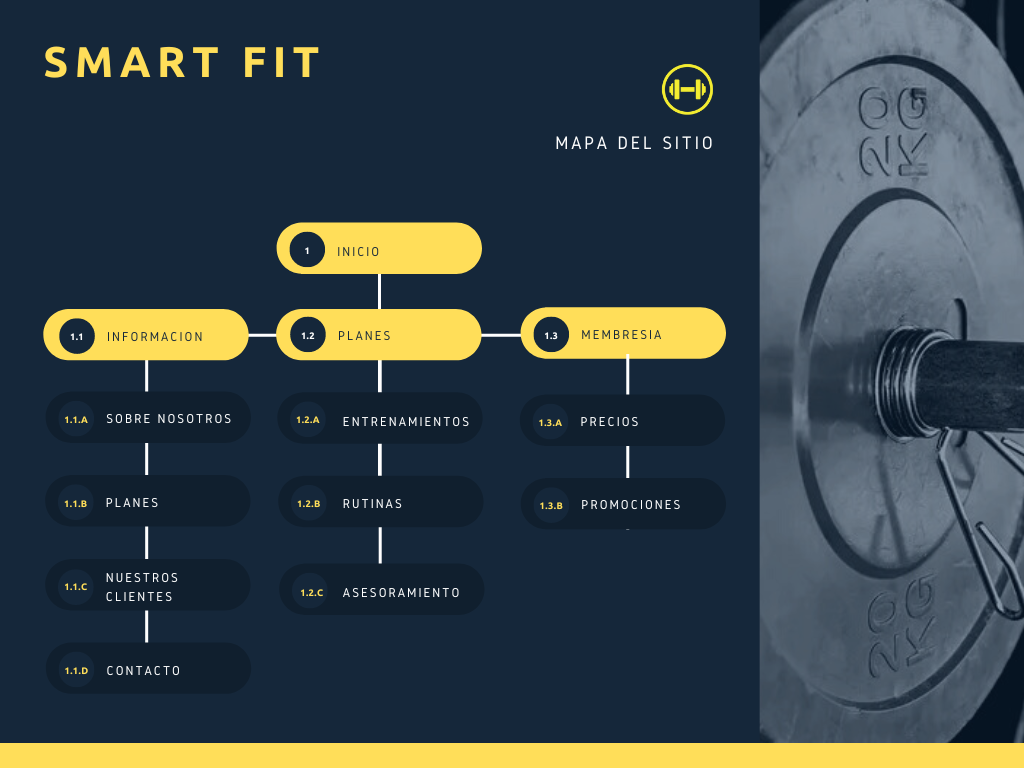 SMART FIT
MAPA DEL SITIO
1 INICIO
1.1 INFORMACION
1.2 PLANES
1.3 MEMBRESIA
1.1.A SOBRE NOSOTROS
1.2.A ENTRENAMIENTOS
1.3.A PRECIOS
1.1.B PLANES
1.2.B RUTINAS
1.3.B PROMOCIONES
1.1.C NUESTROS
CLIENTES
1.2.C ASESORAMIENTO
1.1.D CONTACTO
20
KG
20
KG